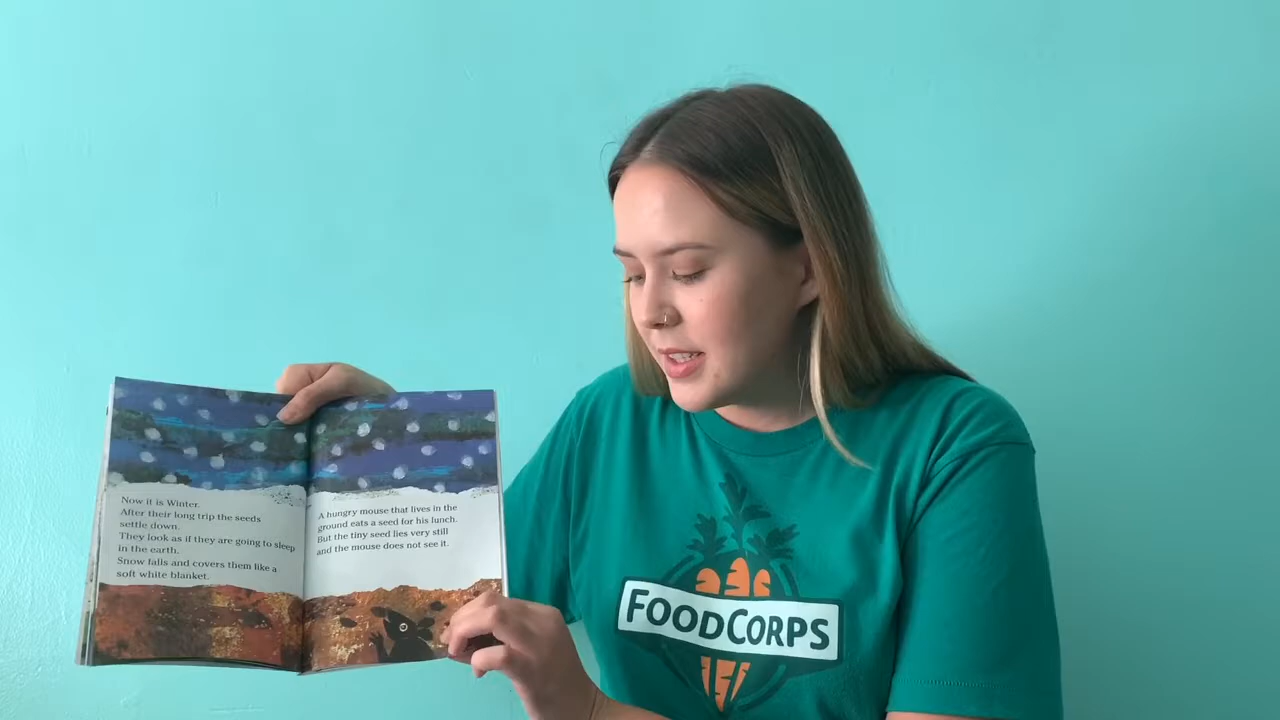 Now it is Winter.
After their long trip the seeds
settle down.
They look as if they are going to sleep
in the earth.
Snow falls and covers them like a
soft white blanket.
A hungry mouse that lives in the
ground eats a seed for his lunch.
But the tiny seed lies very still
and the mouse does not see it.
FOODCORPS